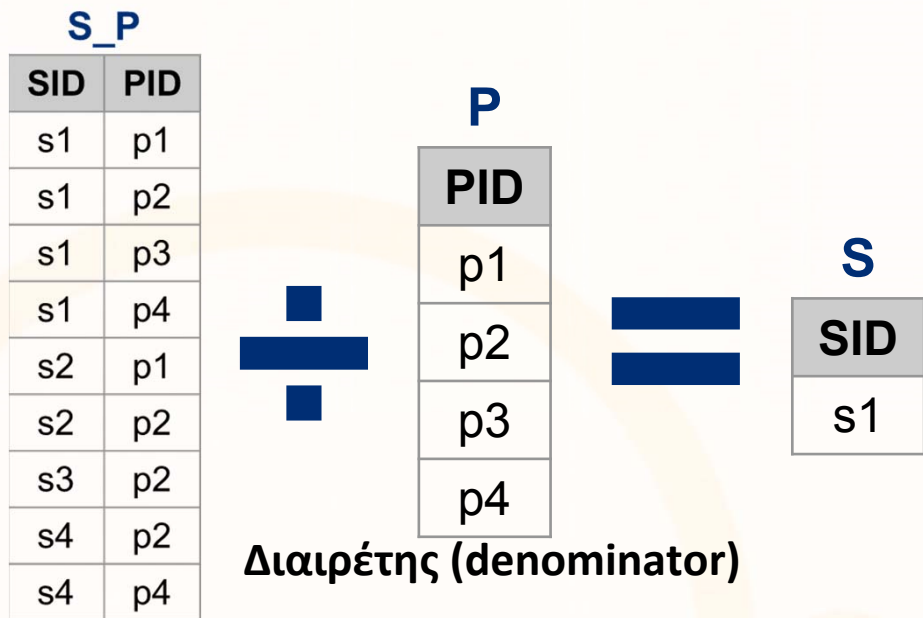 S_P
SID PID
s1 p1
s1 p2
s1 p3
s1 p4
s2 p1
s2 p2
s3 p2
s4 p2
s4 p4
P
PID
p1
p2
p3
p4
Διαιρέτης (denominator)
S
SID
s1